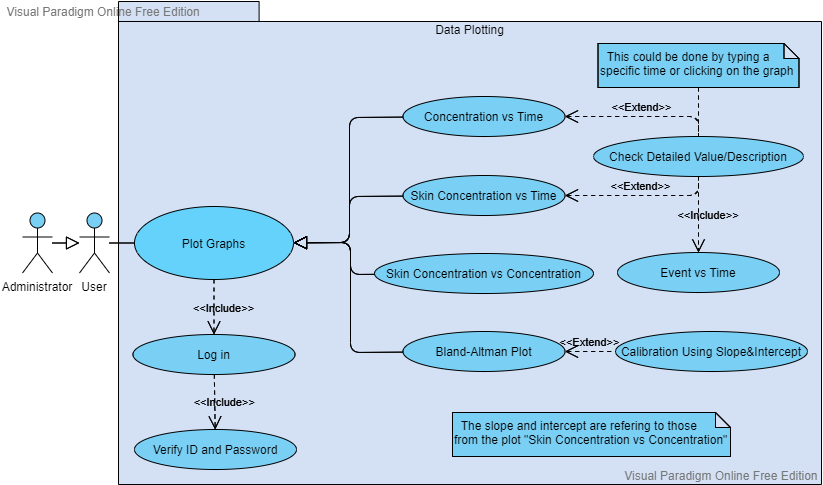 Visual Paradigm Online Free Edition
Data Plotting
This could be done by typing a
specific time or clicking on the graph
<<Extend>>
Concentration vs Time
Check Detailed Value/Description
<<Extend>>
Skin Concentration vs Time
<<Include>>
Plot Graphs
Administrator
User
Skin Concentration vs Concentration
Event vs Time
<<Include>>
<<Extend>>
Log in
Bland-Altman Plot
Calibration Using Slope&Intercept
<<Include>>
The slope and intercept are refering to those
from the plot "Skin Concentration vs Concentration"
Verify ID and Password
Visual Paradigm Online Free Edition